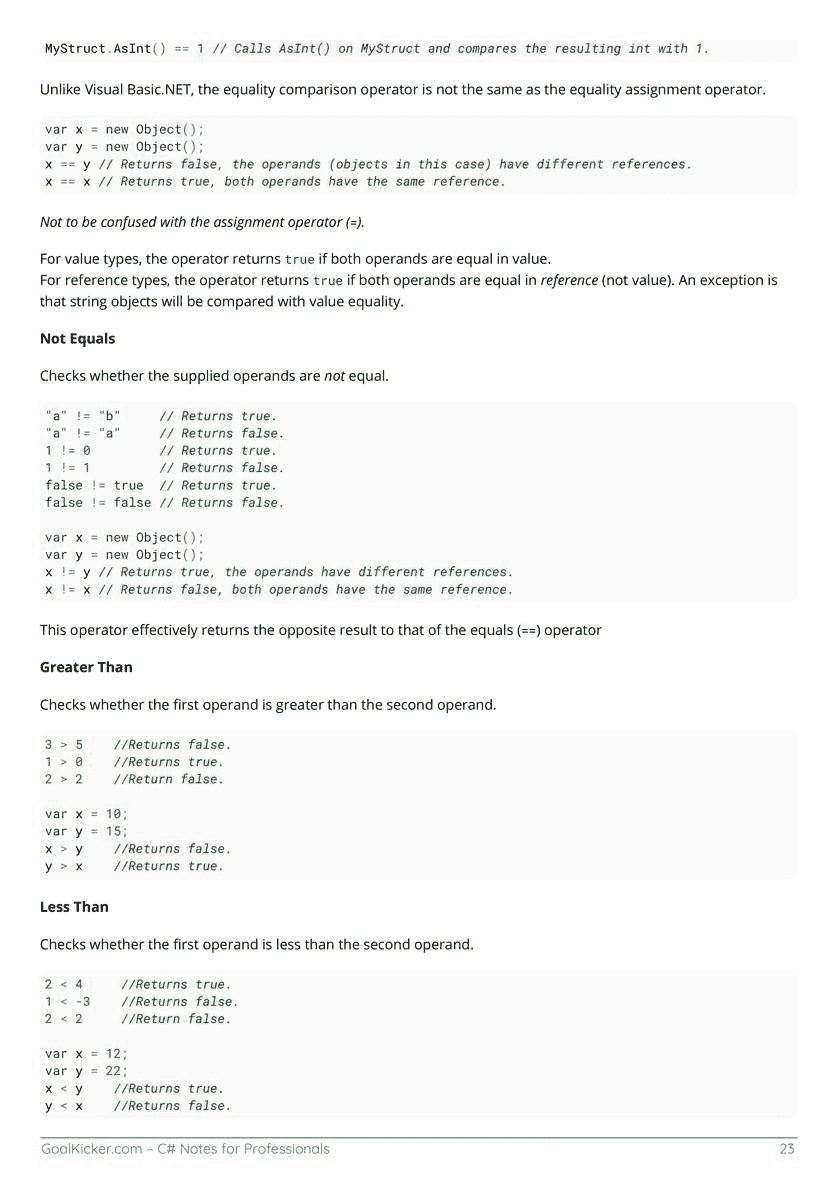 MyStruct.AsInt() == 1 // Calls AsInt() on MyStruct and compares the resulting int with 1.
Unlike Visual Basic.NET, the equality comparison operator is not the same as the equality assignment operator.
var x = new Object();
var y = new Object();
x == y // Returns false, the operands (objects in this case) have different references.
x == x // Returns true, both operands have the same reference.
Not to be confused with the assignment operator (=).
For value types, the operator returns true if both operands are equal in value.
For reference types, the operator returns true if both operands are equal in reference (not value). An exception is
that string objects will be compared with value equality.
Not Equals
Checks whether the supplied operands are not equal.
"a" != "b"     // Returns true.
"a" != "a"     // Returns false.
1 != 0         // Returns true.
1 != 1         // Returns false.
false != true  // Returns true.
false != false // Returns false.
var x = new Object();
var y = new Object();
x != y // Returns true, the operands have different references.
x != x // Returns false, both operands have the same reference.
This operator effectively returns the opposite result to that of the equals (==) operator
Greater Than
Checks whether the first operand is greater than the second operand.
3 > 5    //Returns false.
1 > 0    //Returns true.
2 > 2    //Return false.
var x = 10;
var y = 15;
x > y    //Returns false.
y > x    //Returns true.
Less Than
Checks whether the first operand is less than the second operand.
2 < 4     //Returns true.
1 < -3    //Returns false.
2 < 2     //Return false.
var x = 12;
var y = 22;
x < y    //Returns true.
y < x    //Returns false.
GoalKicker.com – C# Notes for Professionals 23